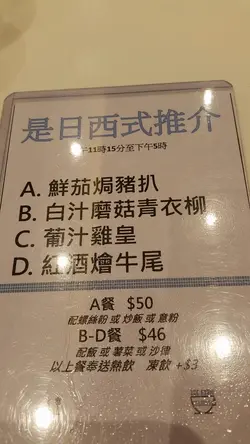 是日西式推介
午11時15分至下午5時
A. 鮮茄焗豬扒
B. 白汁磨菇青衣柳
C. 葡汁雞皇
D. 紅酒燴牛尾
A餐 $50
配螺絲粉 或 炒飯 或 意粉
B-D餐 $46
配飯 或 薯菜 或 沙律
以上餐奉送熱飲 凍飲 +$3